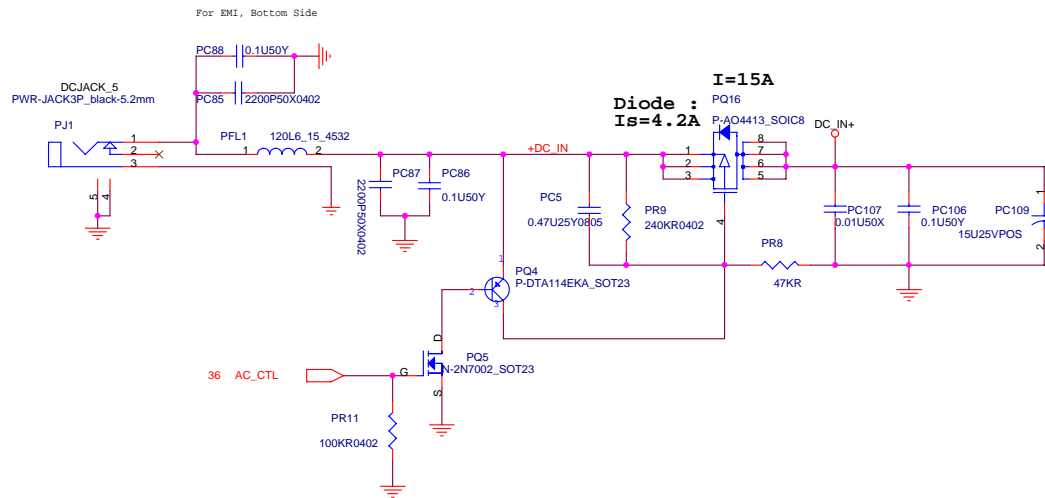 For EMI, Bottom Side
PC88
0.1U50Y
PC85
2200P50X0402
DCJACK_5
PWR-JACK3P_black-5.2mm
PJ1
1
2
3
5
4
PFL1
120L6_15_4532
1
2
PC87
2200P50X0402
PC86
0.1U50Y
+DC_IN
I=15A
Diode :
Is=4.2A
PQ16
P-AO4413_SOIC8
1
2
3
8
7
6
5
4
DC_IN+
PC5
0.47U25Y0805
PR9
240KR0402
PC107
0.01U50X
PC106
0.1U50Y
PC109
15U25VPOS
1
2
PR8
47KR
1
PQ4
P-DTA114EKA_SOT23
2
3
D
PQ5
N-2N7002_SOT23
G
S
36 AC_CTL
PR11
100KR0402